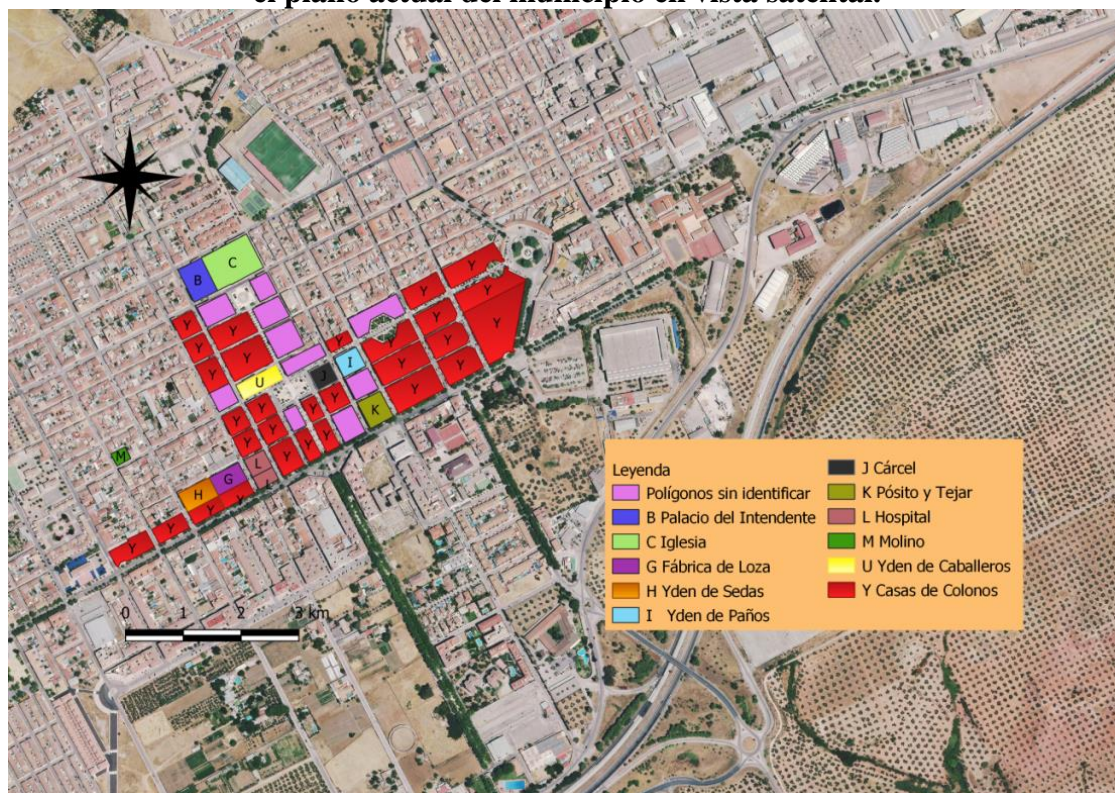 el plano actual del municipio en vista satelital.
C
B
Y
Y
Y
Y
Y
Y
Y
Y
Y
Y
Y
Y
Y
I
J
U
Y
Y
Y
Y
Y
Y
Y
Y
Y
K
Y
Y
Y
Y
Y
M
L
G
H
Y
Y
Y
Y
0 1 2 3 km
Leyenda
Polígonos sin identificar
B Palacio del Intendente
C Iglesia
G Fábrica de Loza
H Yden de Sedas
I Yden de Paños
J Cárcel
K Pósito y Tejar
L Hospital
M Molino
U Yden de Caballeros
Y Casas de Colonos